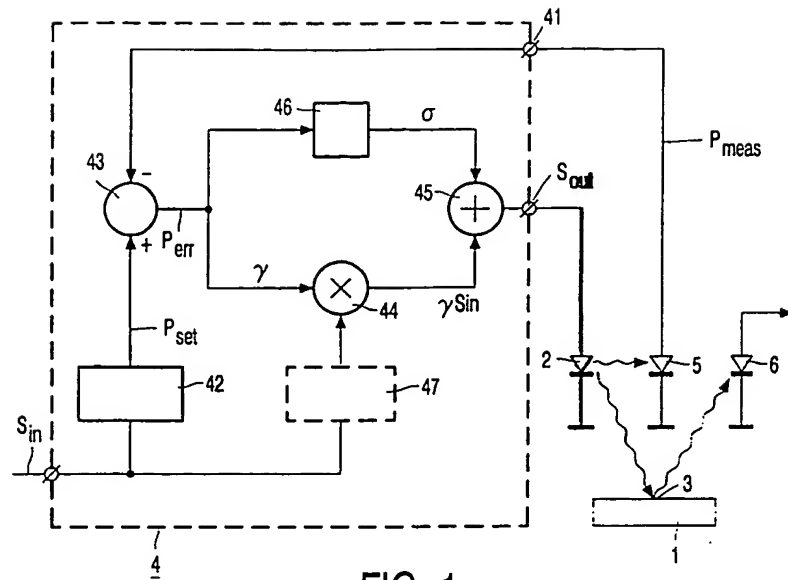 41
46
σ
P_meas
43
-
S_out
45
+
P_err
+
γ
×
44
γSin
P_set
2
5
6
42
47
S_in
3
4
1
FIG. 1